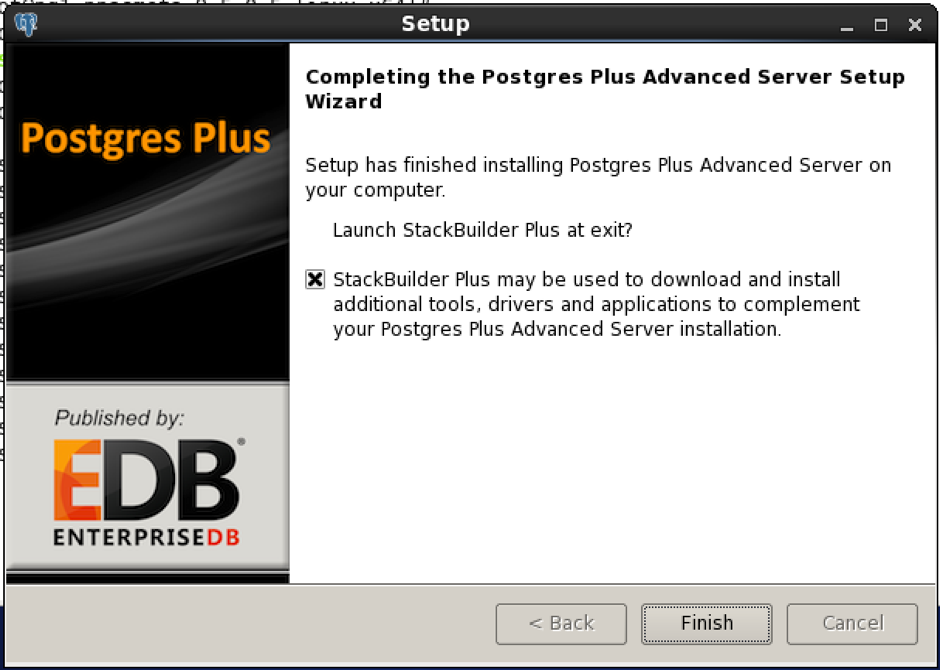 Setup
Postgres Plus
Completing the Postgres Plus Advanced Server Setup
Wizard
Setup has finished installing Postgres Plus Advanced Server on
your computer.
Launch StackBuilder Plus at exit?
StackBuilder Plus may be used to download and install
additional tools, drivers and applications to complement
your Postgres Plus Advanced Server installation.
Published by:
EDB®
ENTERPRISEDB
< Back
Finish
Cancel